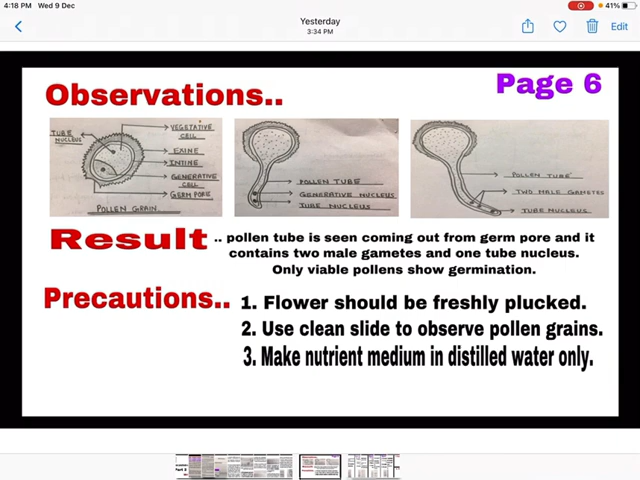 4:18 PM Wed 9 Dec
41%
Yesterday
3:34 PM
Edit
Observations..
Page 6
TUBE NUCLEUS
VEGETATIVE CELL
EXINE
INTINE
GENERATIVE CELL
GERM PORE
POLLEN GRAIN
POLLEN TUBE
GENERATIVE NUCLEUS
TUBE NUCLEUS
POLLEN TUBE
TWO MALE GAMETES
TUBE NUCLEUS
Result .. pollen tube is seen coming out from germ pore and it
contains two male gametes and one tube nucleus.
Only viable pollens show germination.
Precautions.. 1. Flower should be freshly plucked.
2. Use clean slide to observe pollen grains.
3. Make nutrient medium in distilled water only.